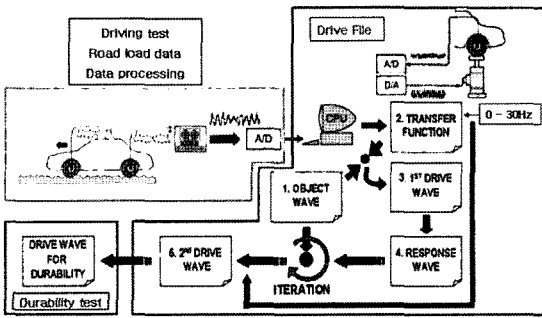 Driving test
Road load data
Data processing
Drive File
A/D
D/A
A/D
CPU
2. TRANSFER
FUNCTION
0 - 30Hz
1. OBJECT
WAVE
3. 1ST DRIVE
WAVE
DRIVE WAVE
FOR
DURABILITY
Durability test
5. 2nd DRIVE
WAVE
ITERATION
4. RESPONSE
WAVE